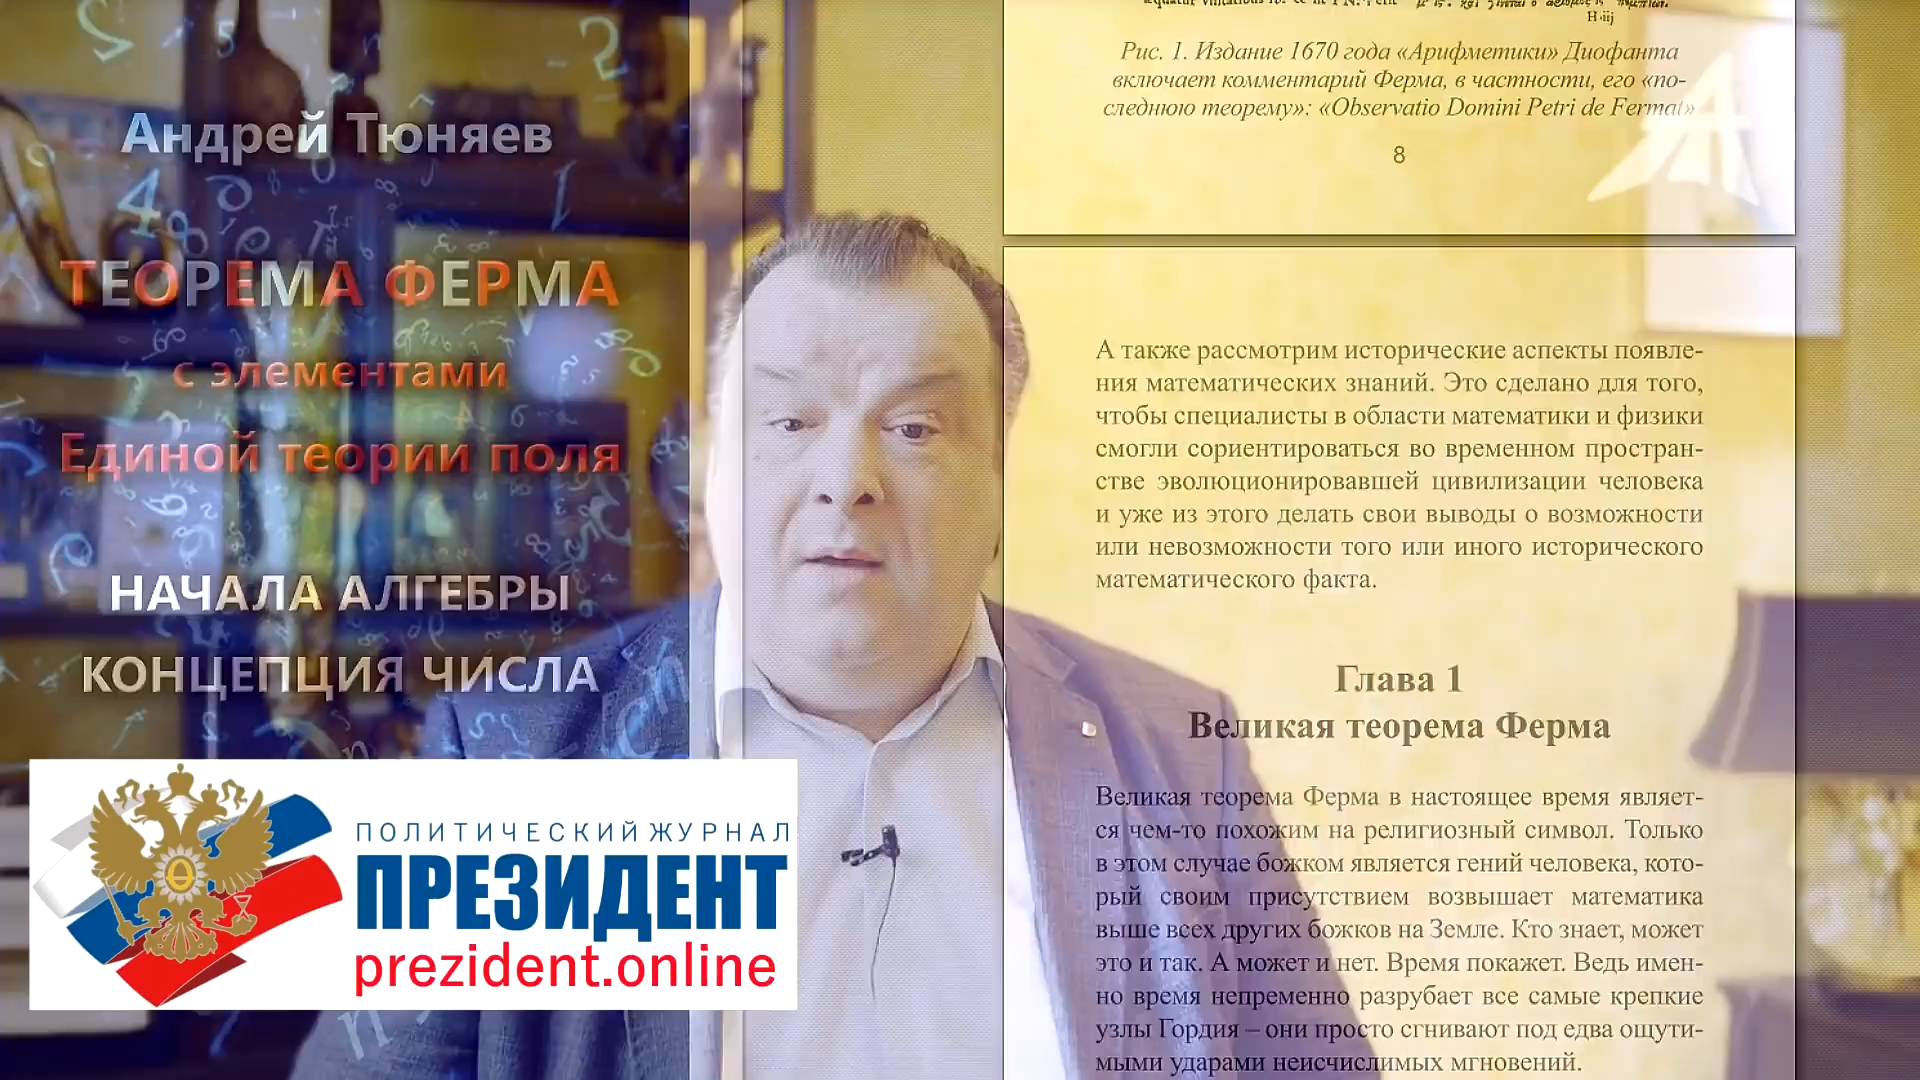 Андрей Тюняев
ТЕОРЕМА ФЕРМА
с элементами
Единой теории поля
НАЧАЛА АЛГЕБРЫ
КОНЦЕПЦИЯ ЧИСЛА
ПОЛИТИЧЕСКИЙ ЖУРНАЛ
ПРЕЗИДЕНТ
prezident.online
H iij
Рис. 1. Издание 1670 года «Арифметики» Диофанта
включает комментарий Ферма, в частности, его «по-
следнюю теорему»: «Observatio Domini Petri de Fermat»
8
А также рассмотрим исторические аспекты появле-
ния математических знаний. Это сделано для того,
чтобы специалисты в области математики и физики
смогли сориентироваться во временном простран-
стве эволюционировавшей цивилизации человека
и уже из этого делать свои выводы о возможности
или невозможности того или иного исторического
математического факта.
Глава 1
Великая теорема Ферма
Великая теорема Ферма в настоящее время являет-
ся чем-то похожим на религиозный символ. Только
в этом случае божком является гений человека, кото-
рый своим присутствием возвышает математика
выше всех других божков на Земле. Кто знает, может
это и так. А может и нет. Время покажет. Ведь имен-
но время непременно разрубает все самые крепкие
узлы Гордия – они просто сгнивают под едва ощути-
мыми ударами неисчислимых мгновений.